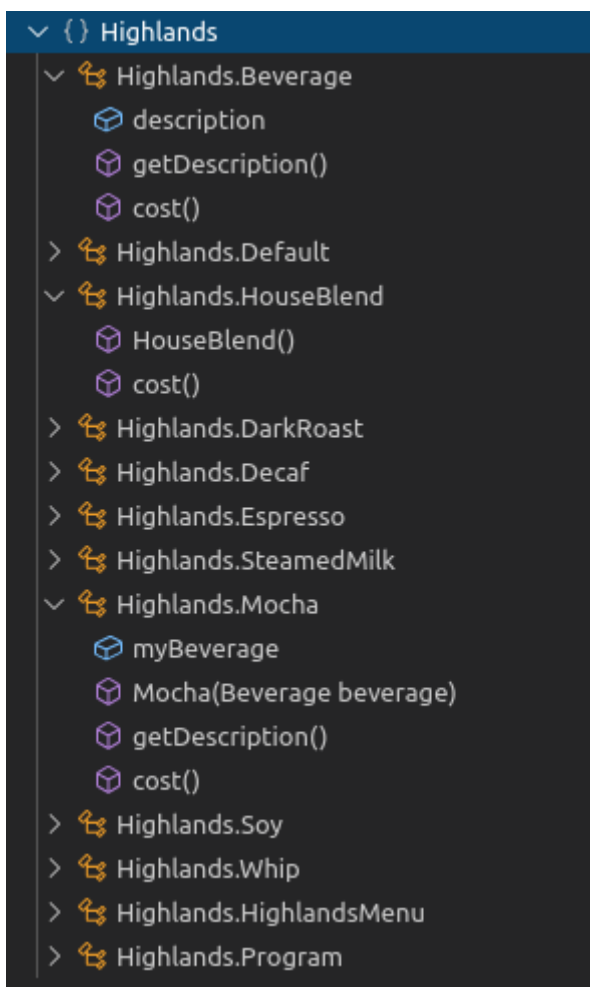 { } Highlands
Highlands.Beverage
description
getDescription()
cost()
Highlands.Default
Highlands.HouseBlend
HouseBlend()
cost()
Highlands.DarkRoast
Highlands.Decaf
Highlands.Espresso
Highlands.SteamedMilk
Highlands.Mocha
myBeverage
Mocha(Beverage beverage)
getDescription()
cost()
Highlands.Soy
Highlands.Whip
Highlands.HighlandsMenu
Highlands.Program